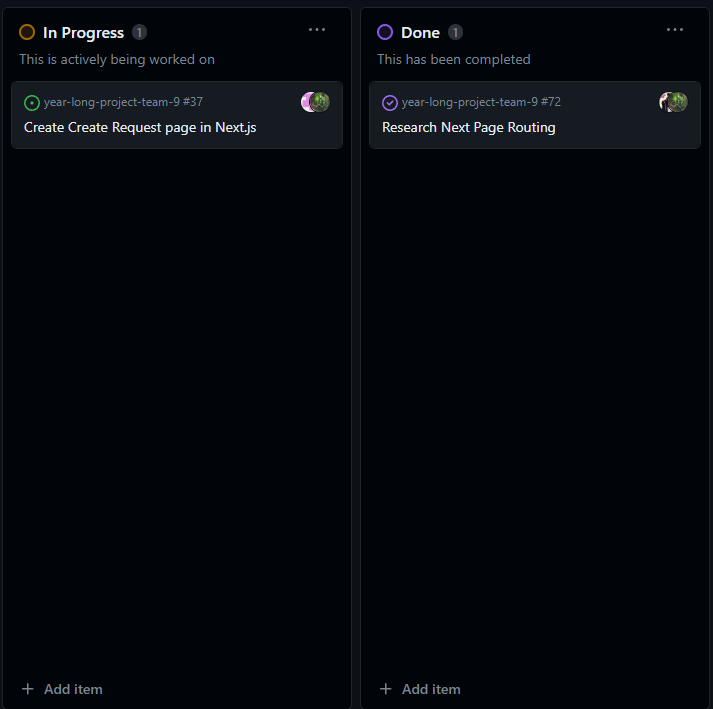 In Progress 1
This is actively being worked on
year-long-project-team-9 #37
Create Create Request page in Next.js
Add item
Done 1
This has been completed
year-long-project-team-9 #72
Research Next Page Routing
Add item